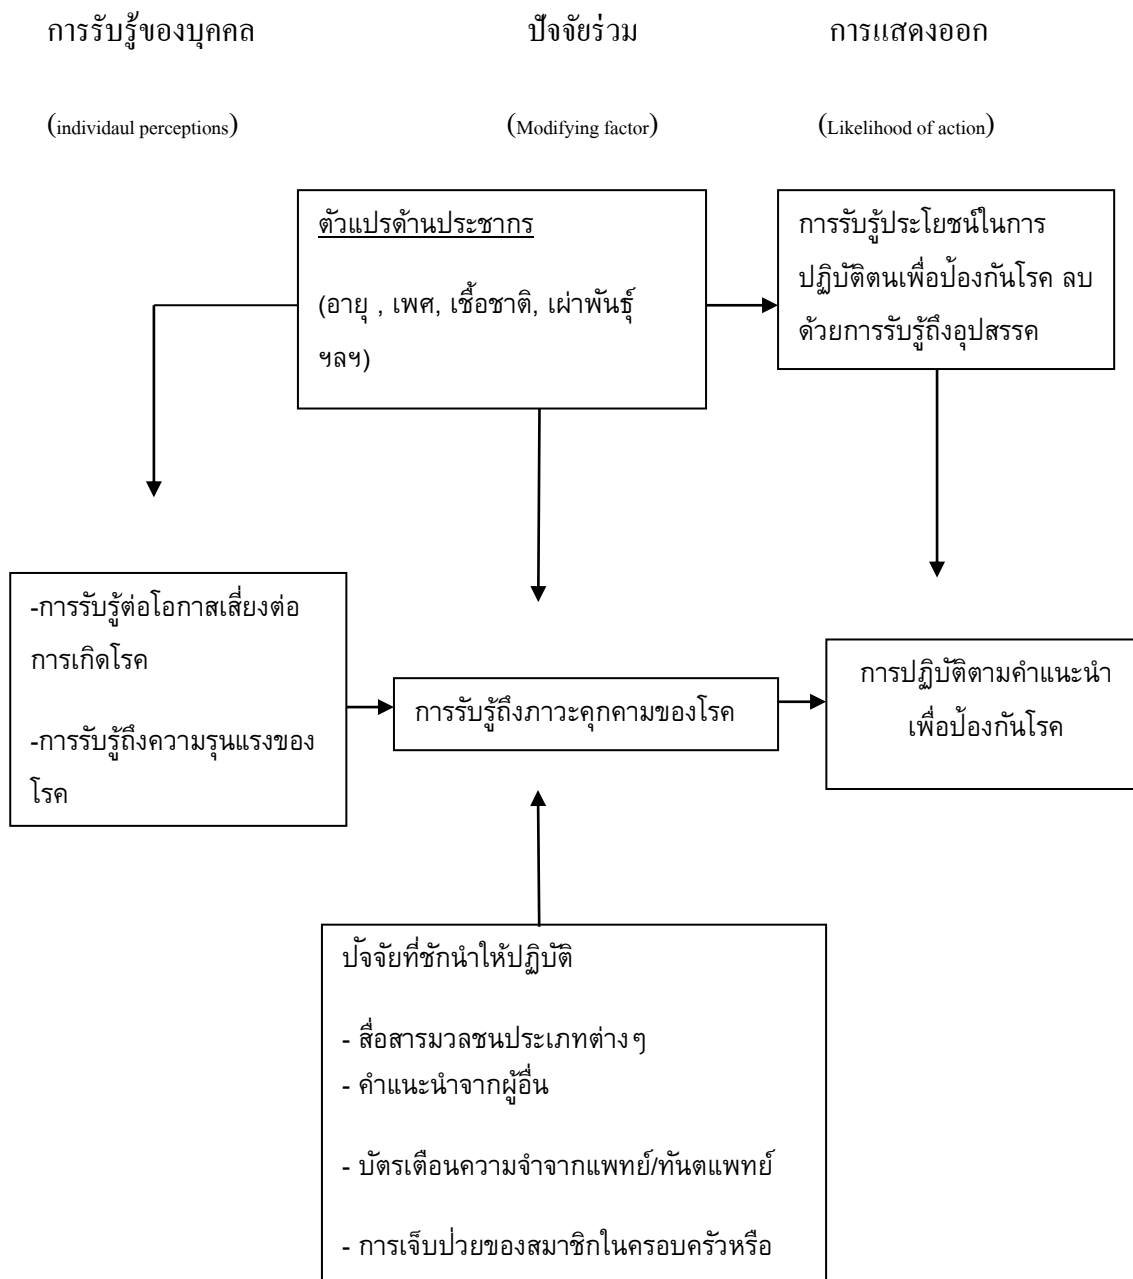 การรับรู้ของบุคคล
ปัจจัยร่วม
การแสดงออก
(individaul perceptions)
(Modifying factor)
(Likelihood of action)
ตัวแปรด้านประชากร
(อายุ , เพศ, เชื้อชาติ, เผ่าพันธุ์
ฯลฯ)
การรับรู้ประโยชน์ในการ
ปฏิบัติตนเพื่อป้องกันโรค ลบ
ด้วยการรับรู้ถึงอุปสรรค
-การรับรู้ต่อโอกาสเสี่ยงต่อ
การเกิดโรค
-การรับรู้ถึงความรุนแรงของ
โรค
การรับรู้ถึงภาวะคุกคามของโรค
การปฏิบัติตามคำแนะนำ
เพื่อป้องกันโรค
ปัจจัยที่ชักนำให้ปฏิบัติ
- สื่อสารมวลชนประเภทต่างๆ
- คำแนะนำจากผู้อื่น
- บัตรเตือนความจำจากแพทย์/ทันตแพทย์
- การเจ็บป่วยของสมาชิกในครอบครัวหรือ